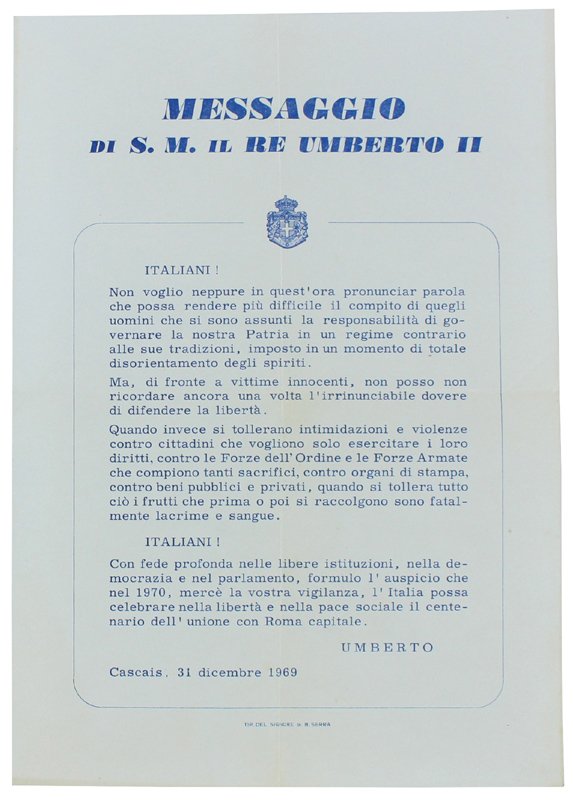 MESSAGGIO
DI S. M. IL RE UMBERTO II
ITALIANI !
Non voglio neppure in quest'ora pronunciar parola
che possa rendere più difficile il compito di quegli
uomini che si sono assunti la responsabilità di go-
vernare la nostra Patria in un regime contrario
alle sue tradizioni, imposto in un momento di totale
disorientamento degli spiriti.
Ma, di fronte a vittime innocenti, non posso non
ricordare ancora una volta l'irrinunciabile dovere
di difendere la libertà.
Quando invece si tollerano intimidazioni e violenze
contro cittadini che vogliono solo esercitare i loro
diritti, contro le Forze dell'Ordine e le Forze Armate
che compiono tanti sacrifici, contro organi di stampa,
contro beni pubblici e privati, quando si tollera tutto
ciò i frutti che prima o poi si raccolgono sono fatal-
mente lacrime e sangue.
ITALIANI !
Con fede profonda nelle libere istituzioni, nella de-
mocrazia e nel parlamento, formulo l' auspicio che
nel 1970, mercè la vostra vigilanza, l' Italia possa
celebrare nella libertà e nella pace sociale il cente-
nario dell' unione con Roma capitale.
UMBERTO
Cascais. 31 dicembre 1969
TIP. DEL SERRA